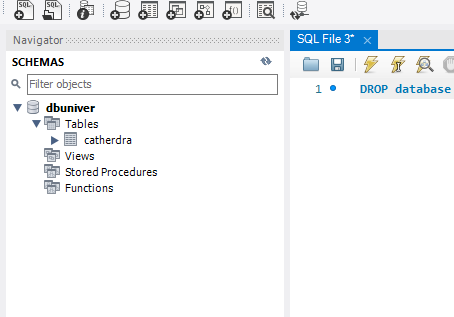 Navigator
SCHEMAS
Filter objects
dbuniver
Tables
catherdra
Views
Stored Procedures
Functions
SQL File 3*
1
DROP database